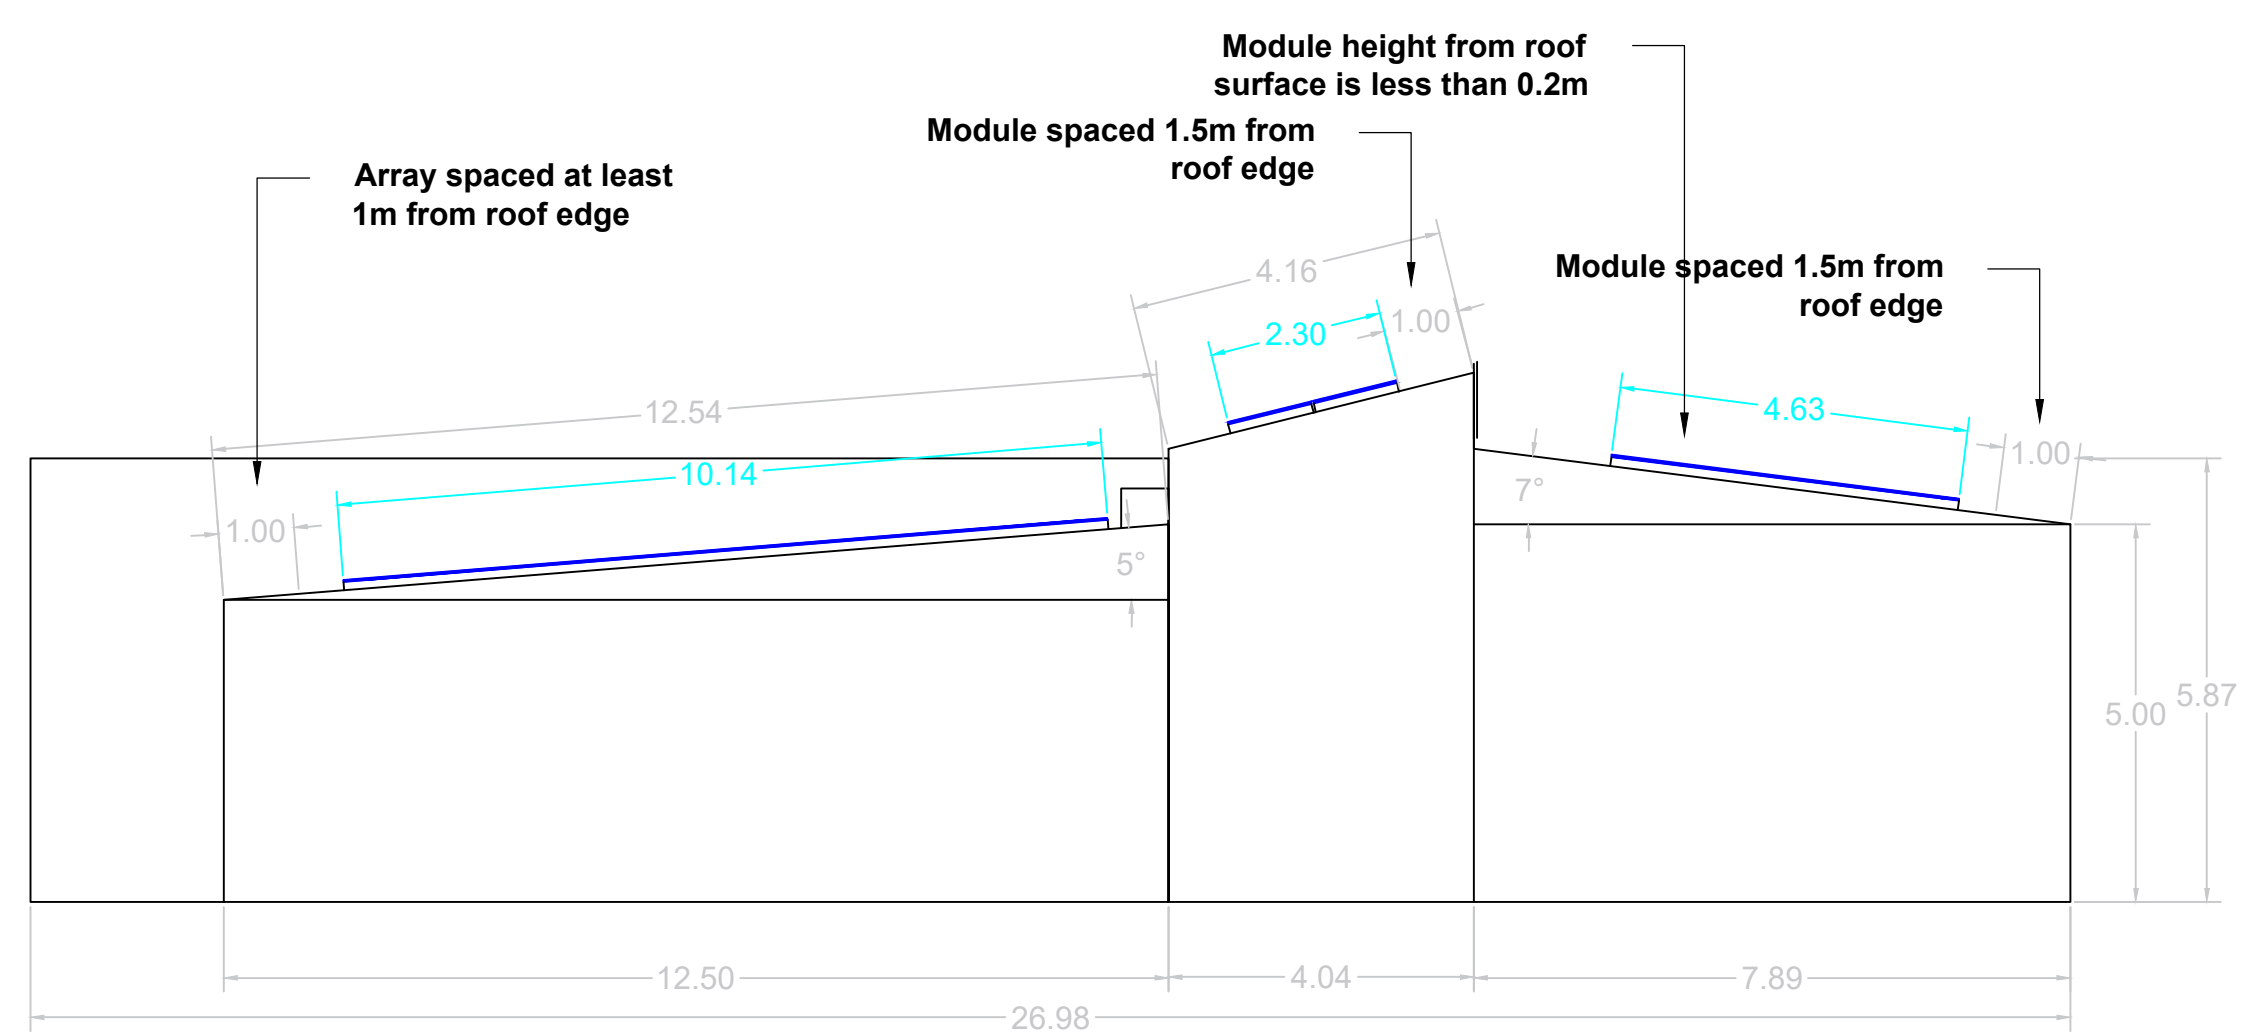 Module height from roof
surface is less than 0.2m
Module spaced 1.5m from
roof edge
Array spaced at least
1m from roof edge
Module spaced 1.5m from
roof edge
4.16
2.30
1.00
12.54
10.14
1.00
4.63
1.00
7°
5°
5.87
5.00
12.50
4.04
7.89
26.98